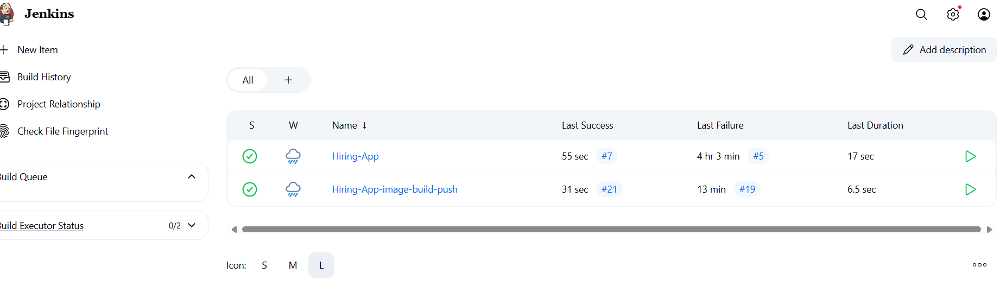 Jenkins
New Item
Add description
Build History
All +
Project Relationship
Check File Fingerprint
S W Name ↓ Last Success Last Failure Last Duration
Hiring-App 55 sec #7 4 hr 3 min #5 17 sec
Build Queue
Hiring-App-image-build-push 31 sec #21 13 min #19 6.5 sec
Build Executor Status 0/2
Icon: S M L